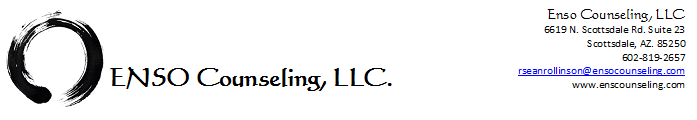 ENSO Counseling, LLC.
Enso Counseling, LLC
6619 N. Scottsdale Rd. Suite 23
Scottsdale, AZ. 85250
602-819-2657
rseanrollinson@ensocounseling.com
www.enscounseling.com